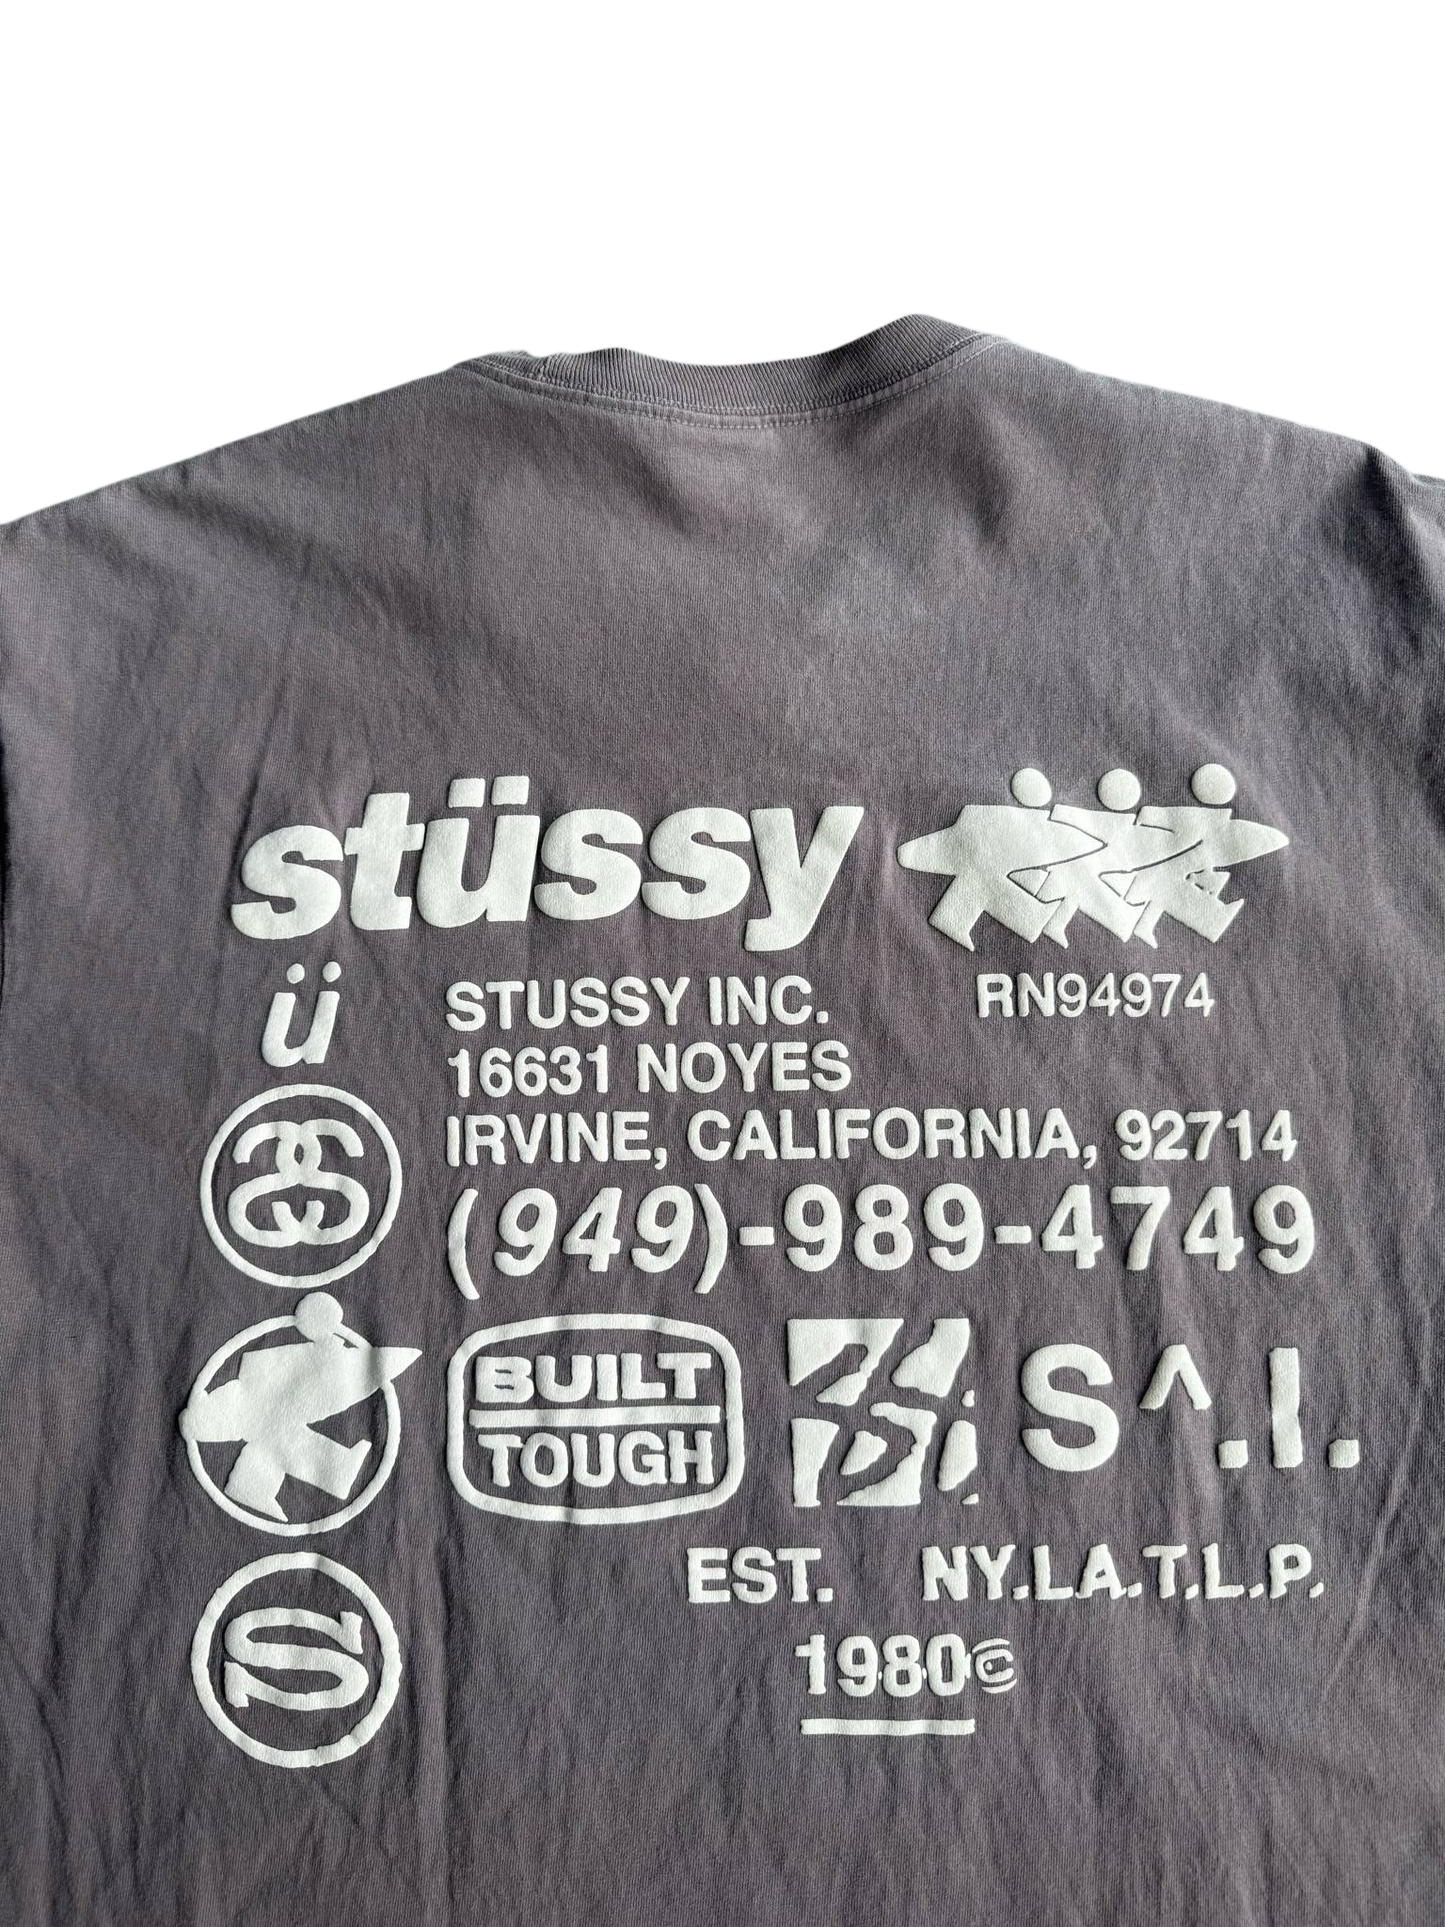 stüssy
RN94974
ü
STUSSY INC.
16631 NOYES
IRVINE, CALIFORNIA, 92714
(949)-989-4749
BUILT
TOUGH
S^.I.
EST. NY.LA.T.L.P.
1980©
S